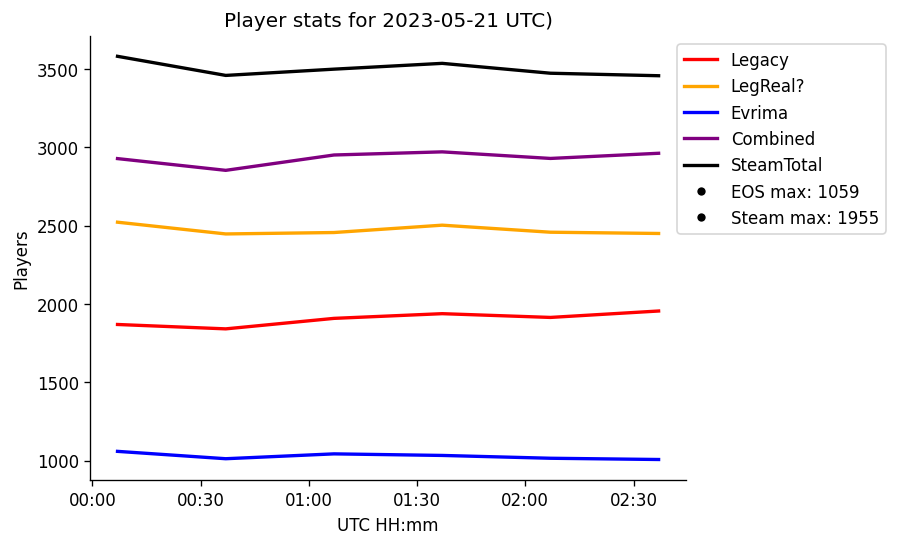 Player stats for 2023-05-21 UTC)
3500
3000
2500
2000
1500
1000
Players
00:00
00:30
01:00
01:30
02:00
02:30
UTC HH:mm
Legacy
LegReal?
Evrima
Combined
SteamTotal
EOS max: 1059
Steam max: 1955